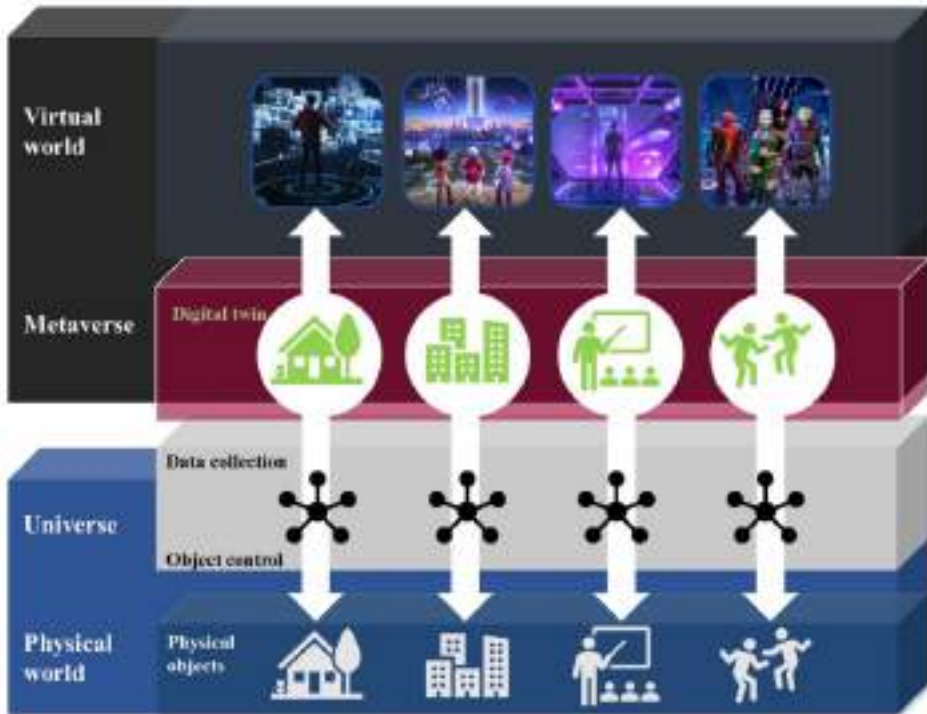 Virtual
world
Metaverse
Digital twin
Data collection
Universe
Object control
Physical
world
Physical
objects